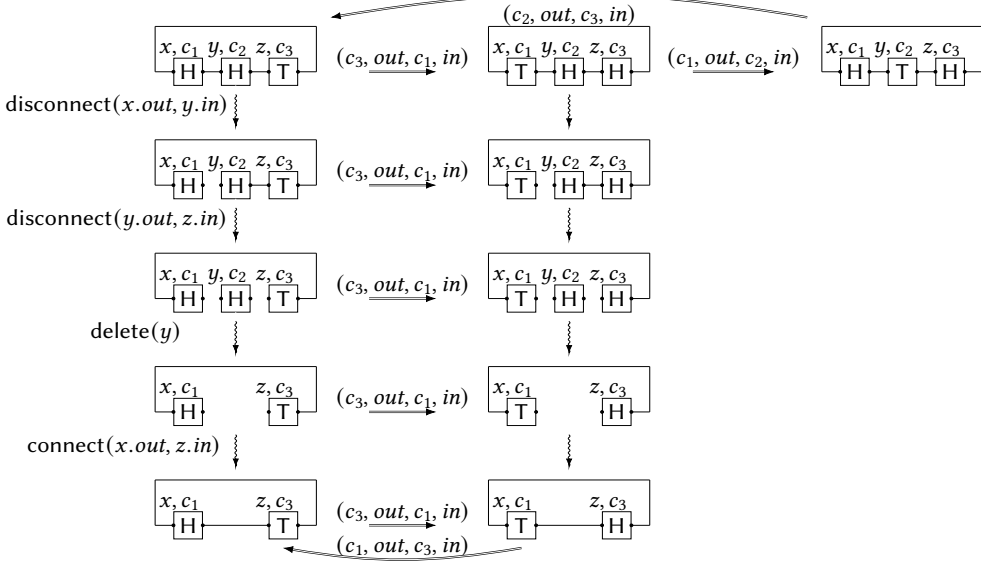 (c₂, out, c₃, in)
x, c₁ y, c₂ z, c₃ (c₃, out, c₁, in) x, c₁ y, c₂ z, c₃ (c₁, out, c₂, in) x, c₁ y, c₂ z, c₃
H H T T H H H T H
disconnect(x.out, y.in)
x, c₁ y, c₂ z, c₃ (c₃, out, c₁, in) x, c₁ y, c₂ z, c₃
H H T T H H
disconnect(y.out, z.in)
x, c₁ y, c₂ z, c₃ (c₃, out, c₁, in) x, c₁ y, c₂ z, c₃
H H T T H H
delete(y)
x, c₁ z, c₃ (c₃, out, c₁, in) x, c₁ z, c₃
H T T H
connect(x.out, z.in)
x, c₁ z, c₃ (c₃, out, c₁, in) x, c₁ z, c₃
H T T H
(c₁, out, c₃, in)